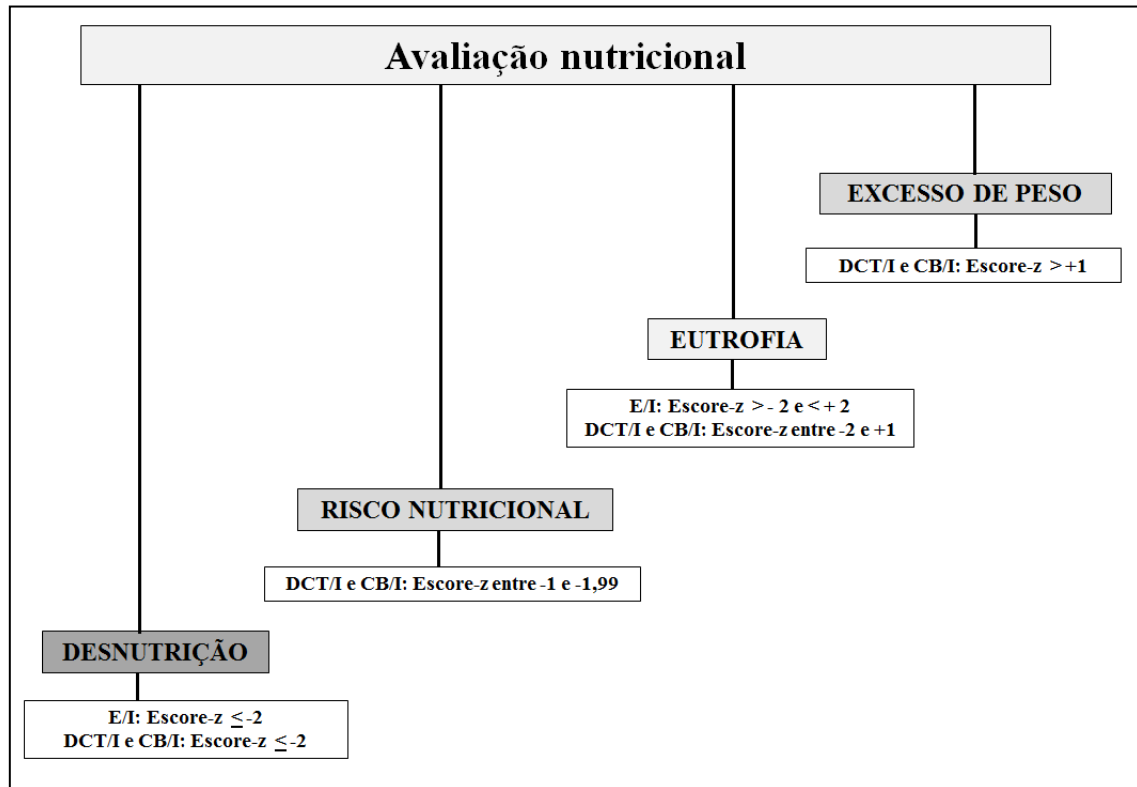 Avaliação nutricional
EXCESSO DE PESO
DCT/I e CB/I: Escore-z > +1
EUTROFIA
E/I: Escore-z > - 2 e < + 2
DCT/I e CB/I: Escore-z entre -2 e +1
RISCO NUTRICIONAL
DCT/I e CB/I: Escore-z entre -1 e -1,99
DESNUTRIÇÃO
E/I: Escore-z ≤ -2
DCT/I e CB/I: Escore-z ≤ -2